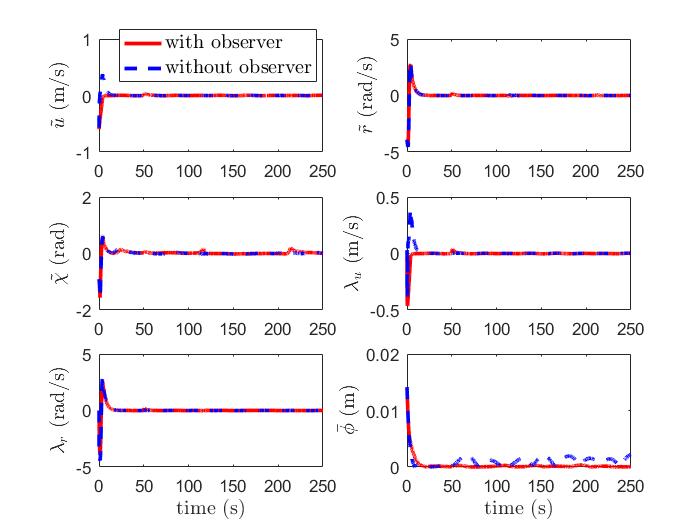 with observer
without observer
1
0
-1
ũ (m/s)
0 50 100 150 200 250
5
0
-5
r̃ (rad/s)
0 50 100 150 200 250
2
0
-2
χ̃ (rad)
0 50 100 150 200 250
0.5
0
-0.5
λu (m/s)
0 50 100 150 200 250
5
0
-5
λr (rad/s)
0 50 100 150 200 250
time (s)
0.02
0.01
0
ϕ̃ (m)
0 50 100 150 200 250
time (s)